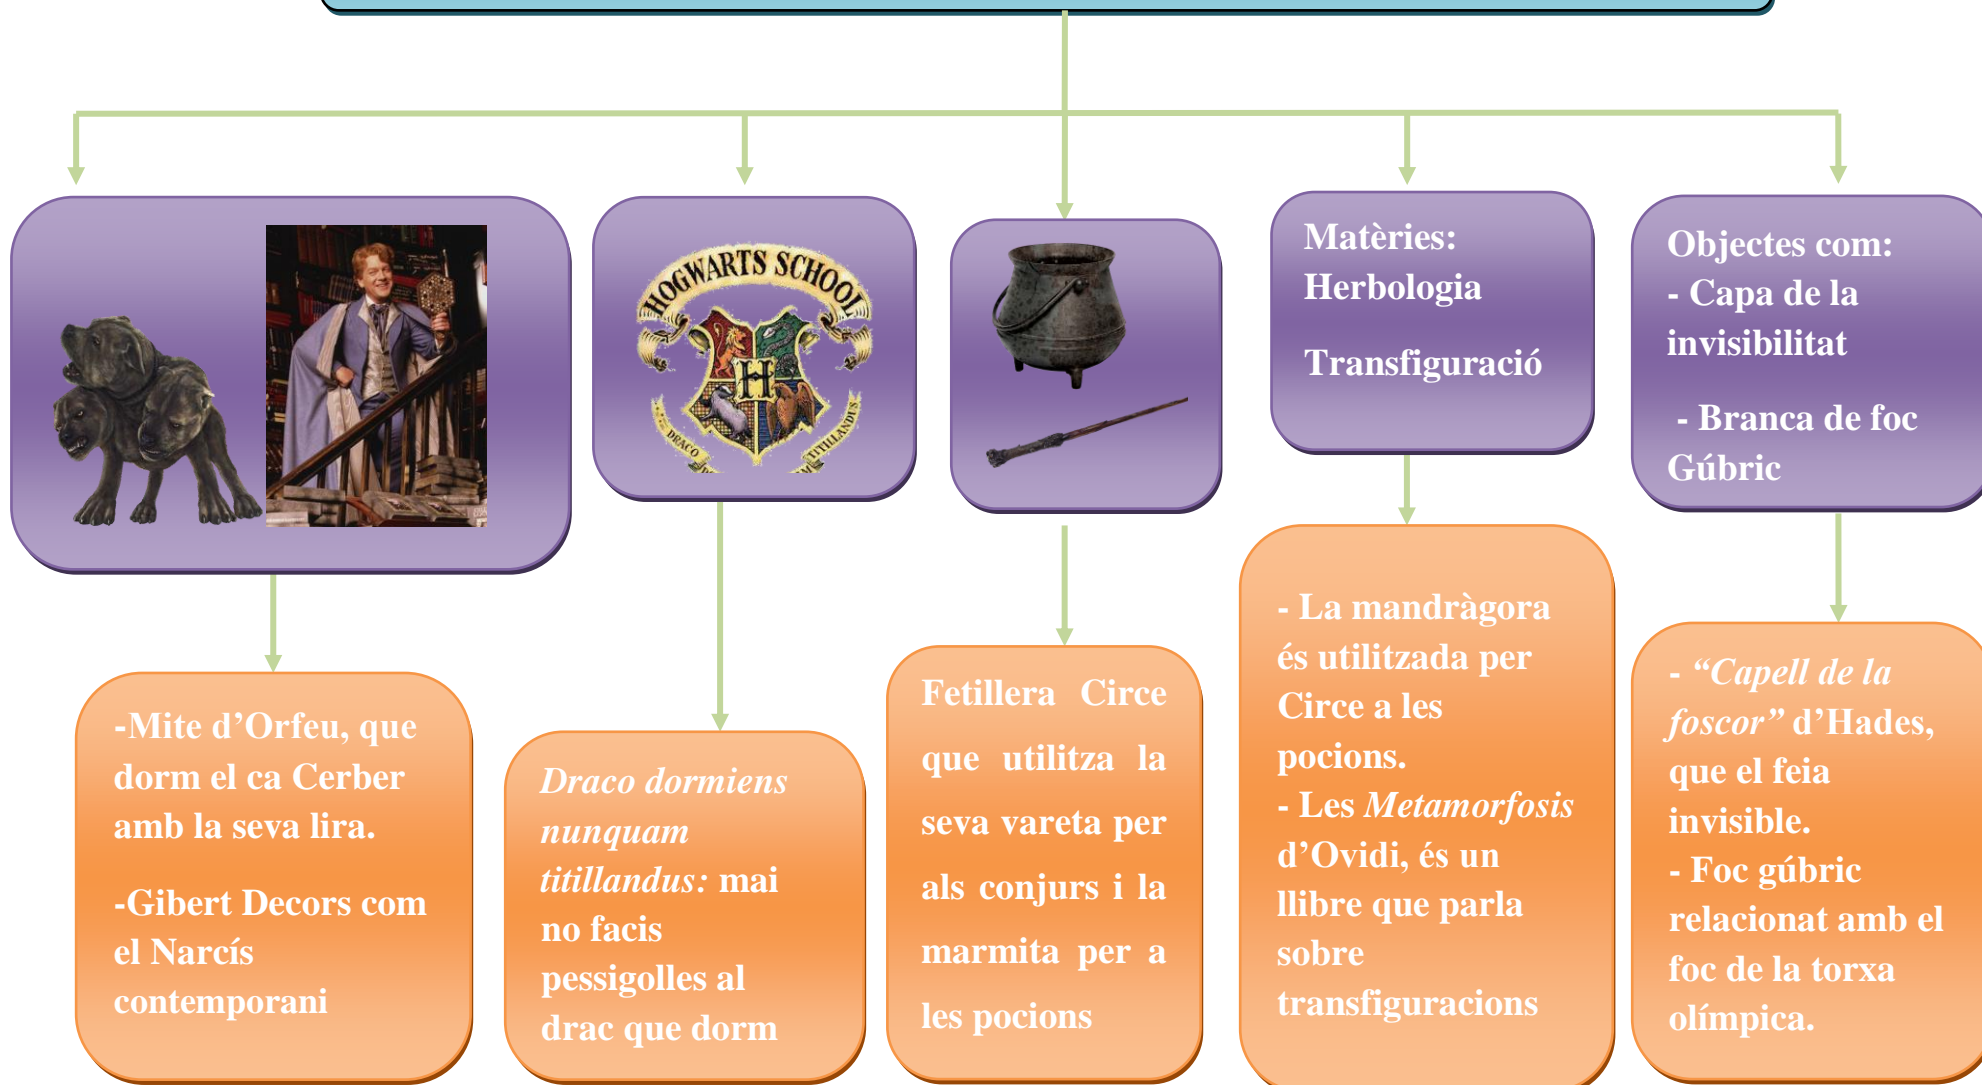 HOGWARTS SCHOOL
H
DRACO
TITILLANDUS
Matèries:
Herbologia
Transfiguració
Objectes com:
- Capa de la
invisibilitat
- Branca de foc
Gúbric
-Mite d’Orfeu, que
dorm el ca Cerber
amb la seva lira.
-Gibert Decors com
el Narcís
contemporani
Draco dormiens
nunquam
titillandus: mai
no facis
pessigolles al
drac que dorm
Fetillera Circe
que utilitza la
seva vareta per
als conjurs i la
marmita per a
les pocions
- La mandràgora
és utilitzada per
Circe a les
pocions.
- Les Metamorfosis
d’Ovidi, és un
llibre que parla
sobre
transfiguracions
- “Capell de la
foscor” d’Hades,
que el feia
invisible.
- Foc gúbric
relacionat amb el
foc de la torxa
olímpica.